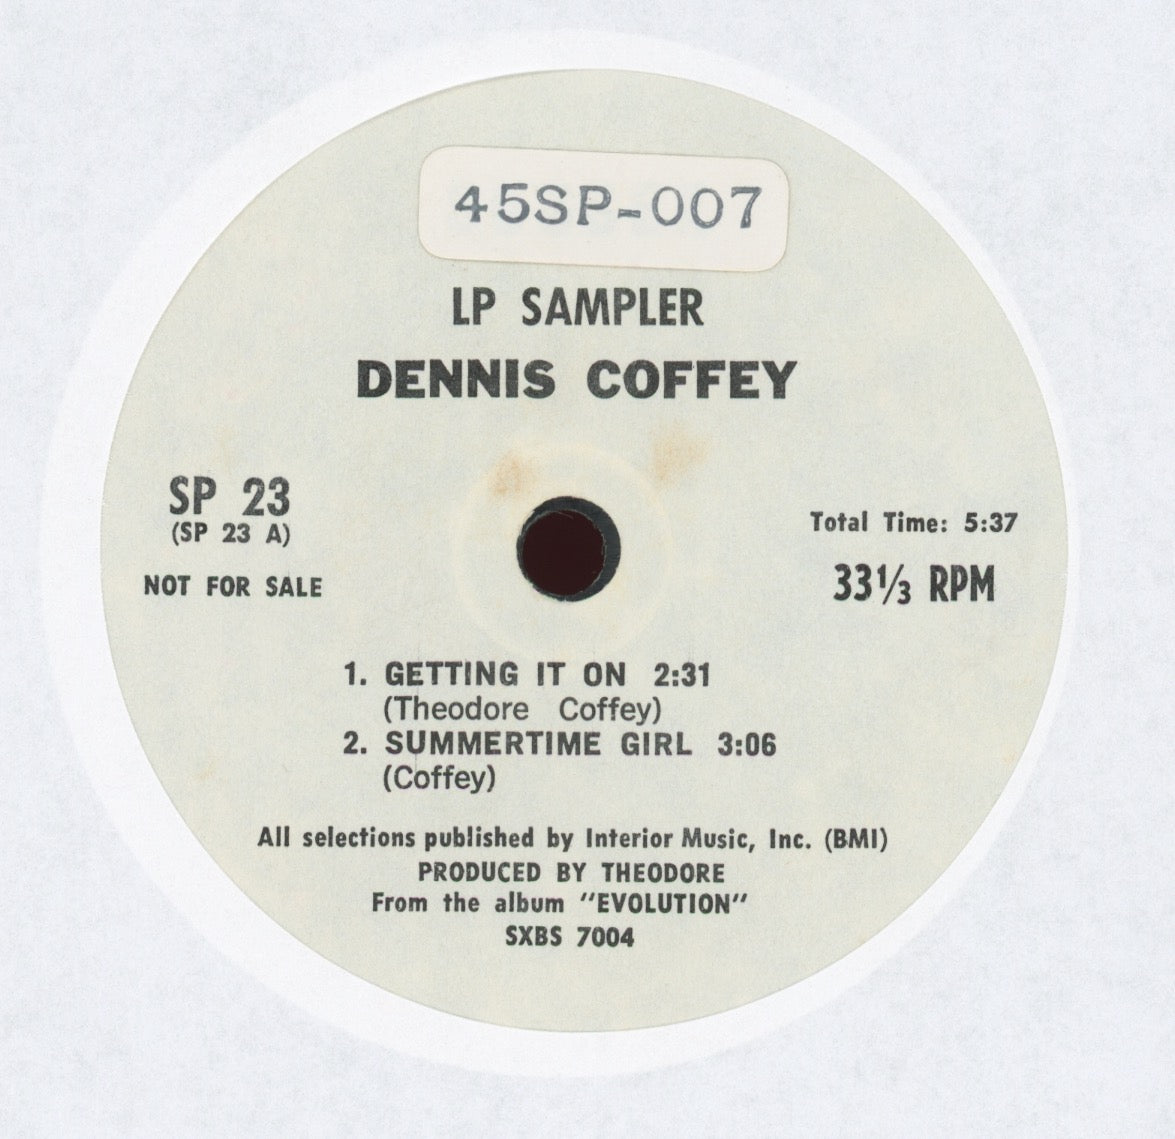 45SP-007
LP SAMPLER
DENNIS COFFEY
SP 23
(SP 23 A)
NOT FOR SALE
Total Time: 5:37
33⅓ RPM
1. GETTING IT ON 2:31
(Theodore Coffey)
2. SUMMERTIME GIRL 3:06
(Coffey)
All selections published by Interior Music, Inc. (BMI)
PRODUCED BY THEODORE
From the album "EVOLUTION"
SXBS 7004